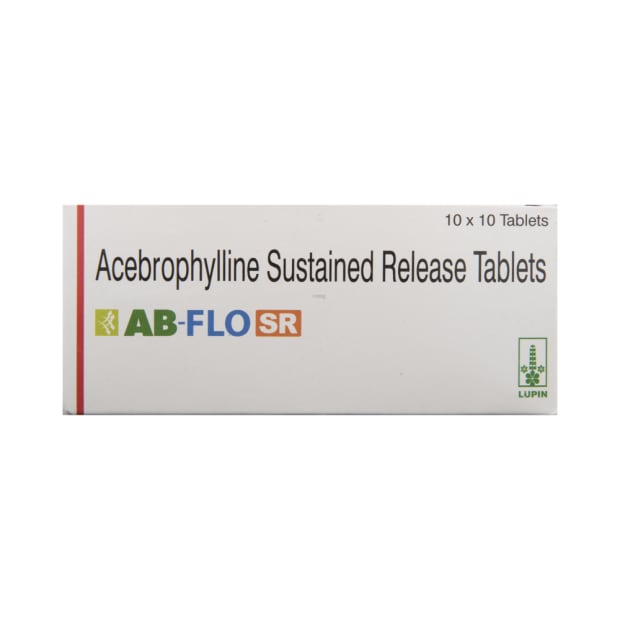 10 x 10 Tablets
Acebrophylline Sustained Release Tablets
AB-FLO SR
LUPIN